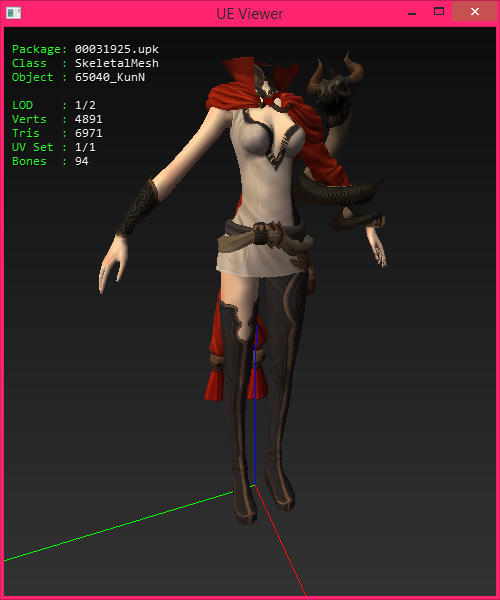 UE Viewer
Package: 00031925.upk
Class : SkeletalMesh
Object : 65040_KunN
LOD : 1/2
Verts : 4891
Tris : 6971
UV Set : 1/1
Bones : 94